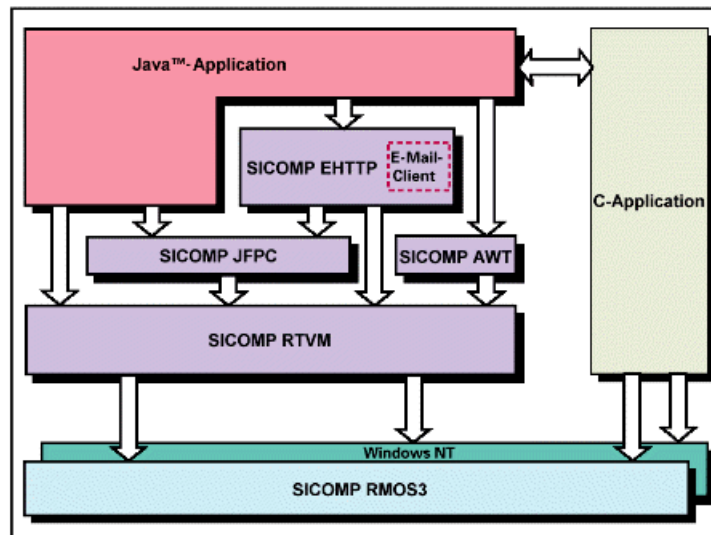 Java™-Application
E-Mail-
SICOMP EHTTP
Client
C-Application
SICOMP JFPC
SICOMP AWT
SICOMP RTVM
Windows NT
SICOMP RMOS3